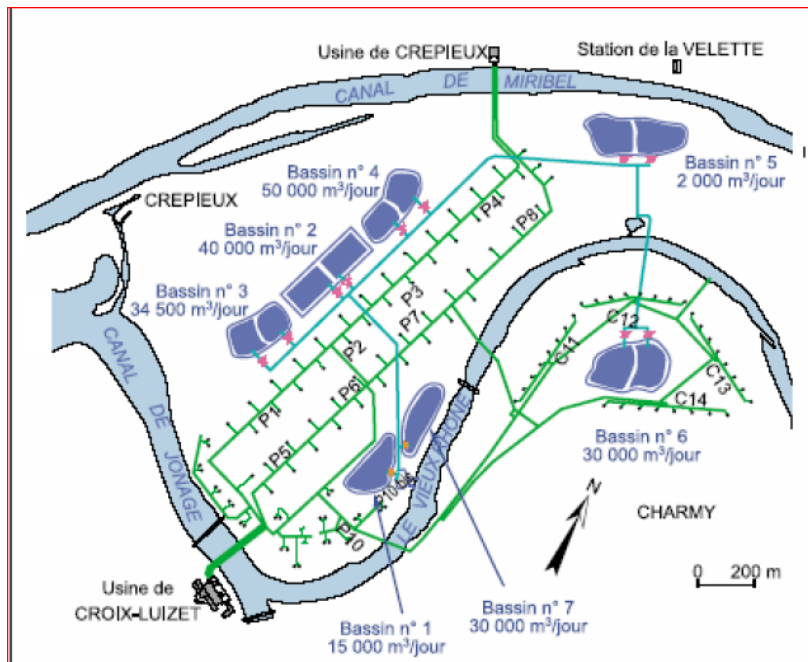 Usine de CREPIEUX
Station de la VELETTE
CANAL DE MIRIBEL
Bassin n° 4
50 000 m³/jour
Bassin n° 5
2 000 m³/jour
CREPIEUX
Bassin n° 2
40 000 m³/jour
Bassin n° 3
34 500 m³/jour
P4
P8
P3
P7
P2
P6
P1
P5
C12
C11
C13
C14
CANAL DE JONAGE
LE VIEUX RHONE
P10
Bassin n° 6
30 000 m³/jour
N
CHARMY
0 200 m
Usine de
CROIX-LUIZET
Bassin n° 1
15 000 m³/jour
Bassin n° 7
30 000 m³/jour